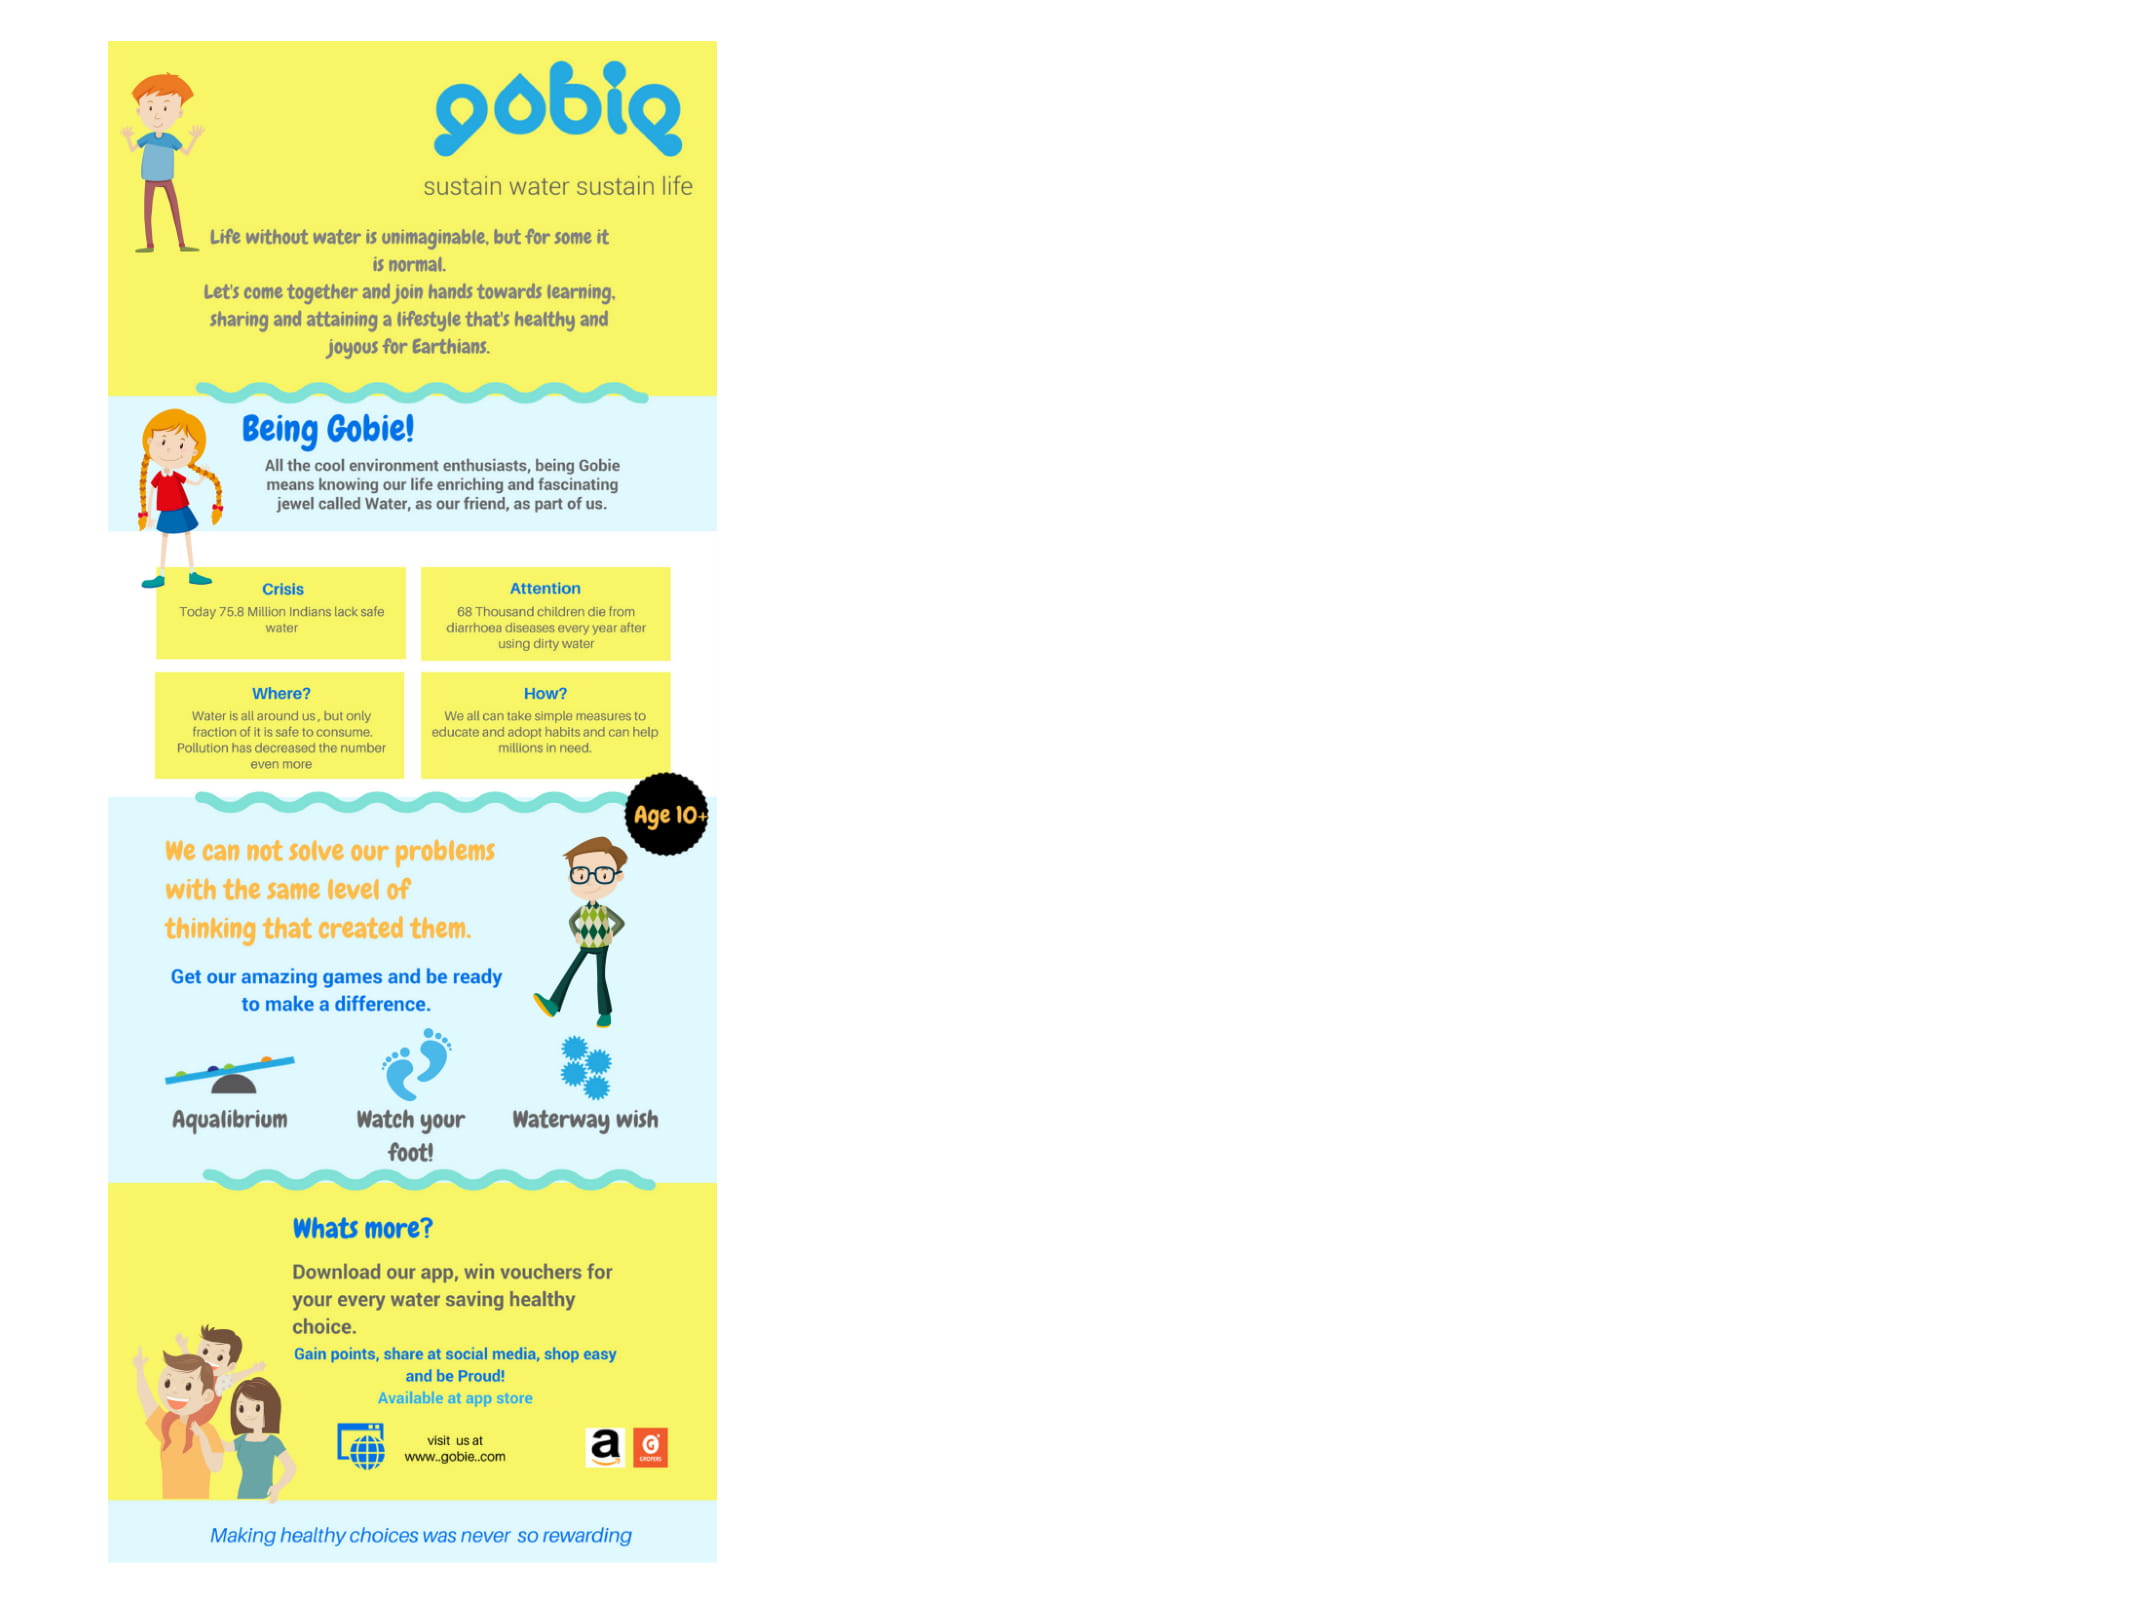 gobie
sustain water sustain life
Life without water is unimaginable, but for some it
is normal.
Let's come together and join hands towards learning,
sharing and attaining a lifestyle that's healthy and
joyous for Earthians.
Being Gobie!
All the cool environment enthusiasts, being Gobie
means knowing our life enriching and fascinating
jewel called Water, as our friend, as part of us.
Crisis
Today 75.8 Million Indians lack safe
water
Attention
68 Thousand children die from
diarrhoea diseases every year after
using dirty water
Where?
Water is all around us , but only
fraction of it is safe to consume.
Pollution has decreased the number
even more
How?
We all can take simple measures to
educate and adopt habits and can help
millions in need.
Age 10+
We can not solve our problems
with the same level of
thinking that created them.
Get our amazing games and be ready
to make a difference.
Aqualibrium
Watch your
foot!
Waterway wish
Whats more?
Download our app, win vouchers for
your every water saving healthy
choice.
Gain points, share at social media, shop easy
and be Proud!
Available at app store
visit us at
www..gobie..com
a
G
GROFERS
Making healthy choices was never so rewarding